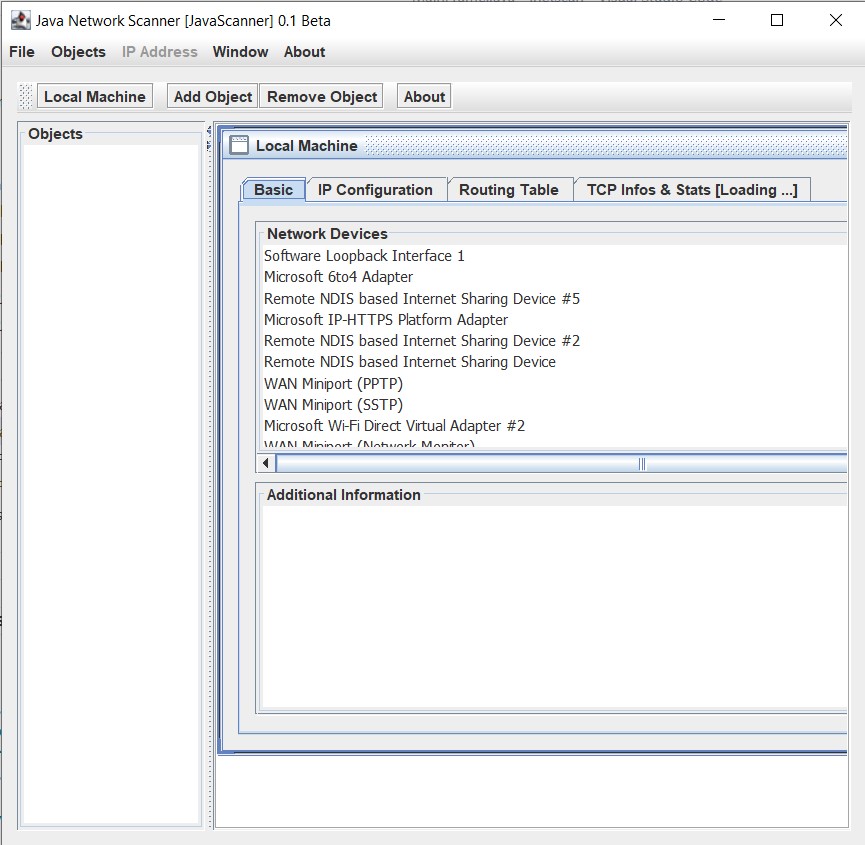 Java Network Scanner [JavaScanner] 0.1 Beta
File Objects IP Address Window About
Local Machine Add Object Remove Object About
Objects
Local Machine
Basic IP Configuration Routing Table TCP Infos & Stats [Loading ...]
Network Devices
Software Loopback Interface 1
Microsoft 6to4 Adapter
Remote NDIS based Internet Sharing Device #5
Microsoft IP-HTTPS Platform Adapter
Remote NDIS based Internet Sharing Device #2
Remote NDIS based Internet Sharing Device
WAN Miniport (PPTP)
WAN Miniport (SSTP)
Microsoft Wi-Fi Direct Virtual Adapter #2
WAN Miniport (Network Monitor)
Additional Information